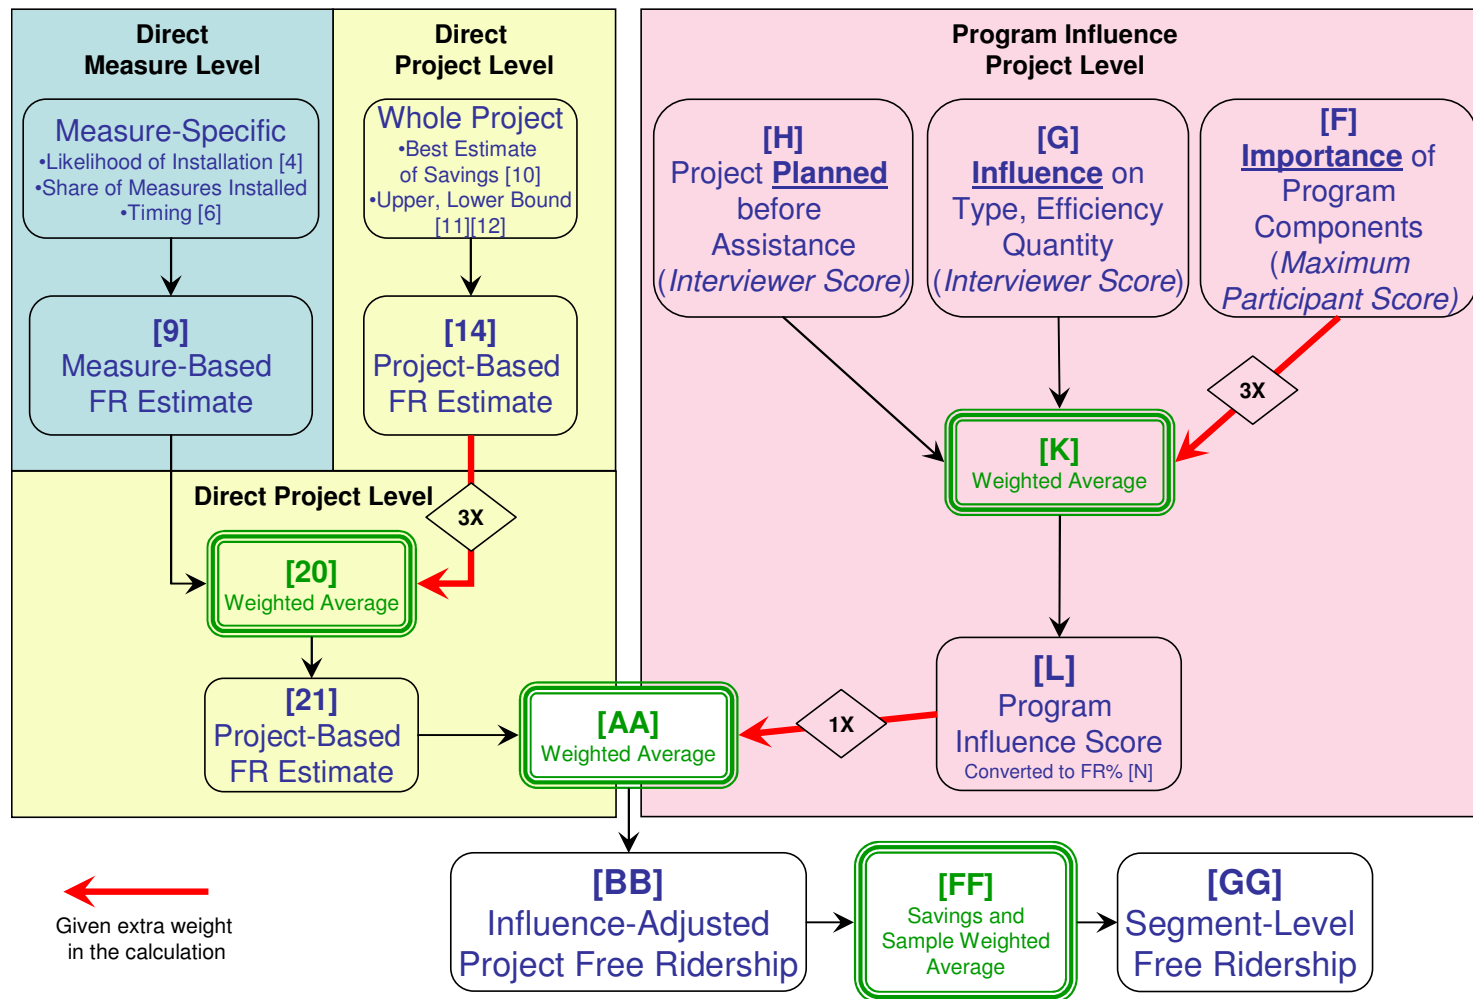 Direct
Measure Level
Direct
Project Level
Program Influence
Project Level
Measure-Specific
•Likelihood of Installation [4]
•Share of Measures Installed
•Timing [6]
Whole Project
•Best Estimate
of Savings [10]
•Upper, Lower Bound
[11][12]
[H]
Project Planned
before
Assistance
(Interviewer Score)
[G]
Influence on
Type, Efficiency
Quantity
(Interviewer Score)
[F]
Importance of
Program
Components
(Maximum
Participant Score)
[9]
Measure-Based
FR Estimate
[14]
Project-Based
FR Estimate
3X
[K]
Weighted Average
Direct Project Level
3X
[20]
Weighted Average
[21]
Project-Based
FR Estimate
[AA]
Weighted Average
1X
[L]
Program
Influence Score
Converted to FR% [N]
Given extra weight
in the calculation
[BB]
Influence-Adjusted
Project Free Ridership
[FF]
Savings and
Sample Weighted
Average
[GG]
Segment-Level
Free Ridership